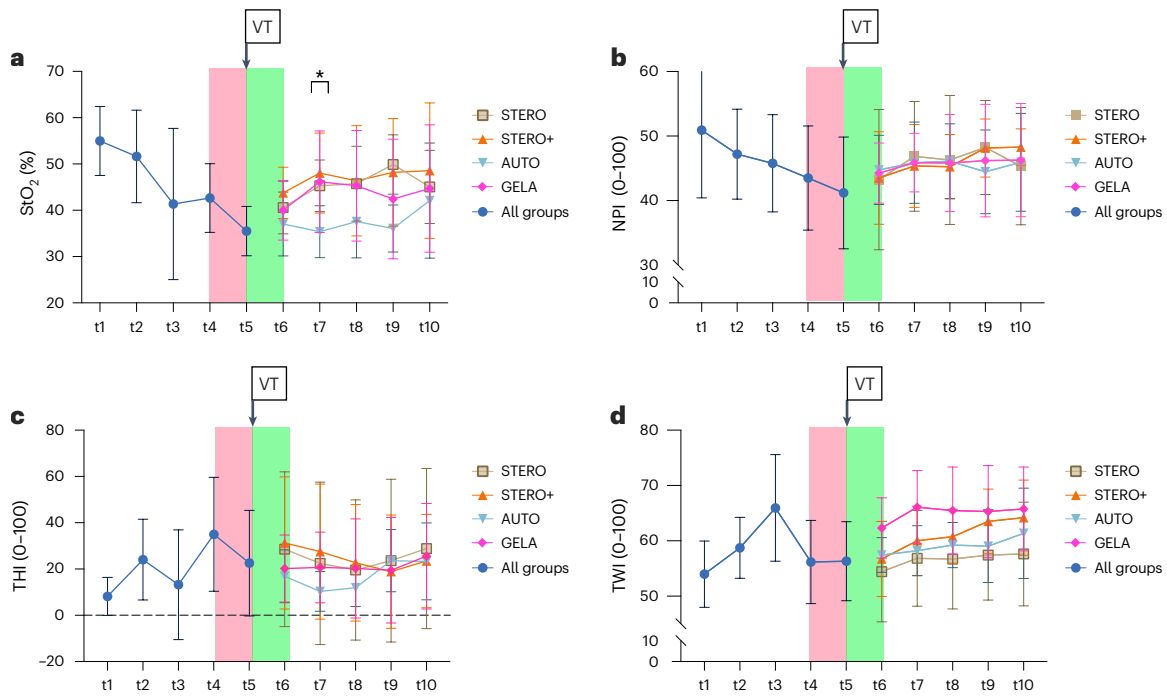 a
VT
*
StO2 (%)
70
60
50
40
30
20
t1 t2 t3 t4 t5 t6 t7 t8 t9 t10
STERO
STERO+
AUTO
GELA
All groups
b
VT
NPI (0–100)
60
50
40
30
10
0
t1 t2 t3 t4 t5 t6 t7 t8 t9 t10
STERO
STERO+
AUTO
GELA
All groups
c
VT
THI (0–100)
80
60
40
20
0
–20
t1 t2 t3 t4 t5 t6 t7 t8 t9 t10
STERO
STERO+
AUTO
GELA
All groups
d
VT
TWI (0–100)
80
70
60
50
10
0
t1 t2 t3 t4 t5 t6 t7 t8 t9 t10
STERO
STERO+
AUTO
GELA
All groups